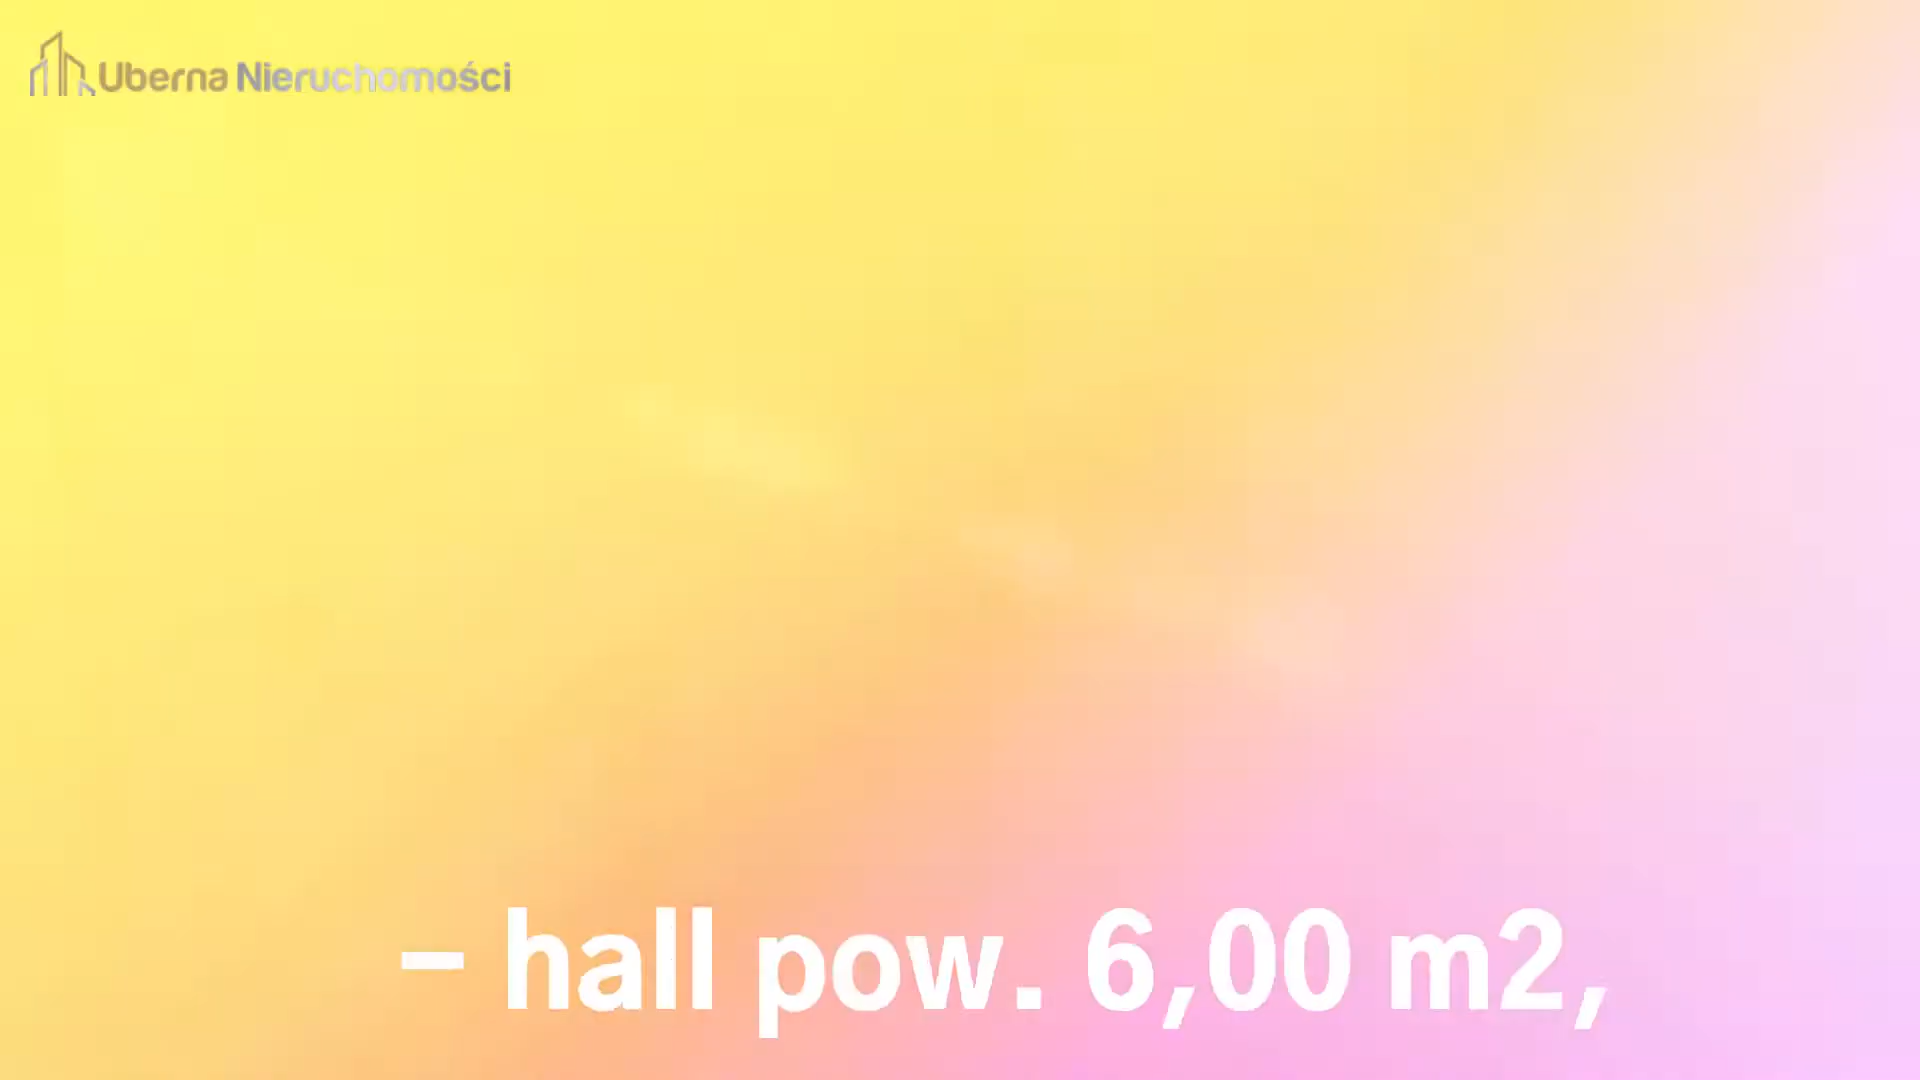 Uberna Nieruchomości
– hall pow. 6,00 m2,